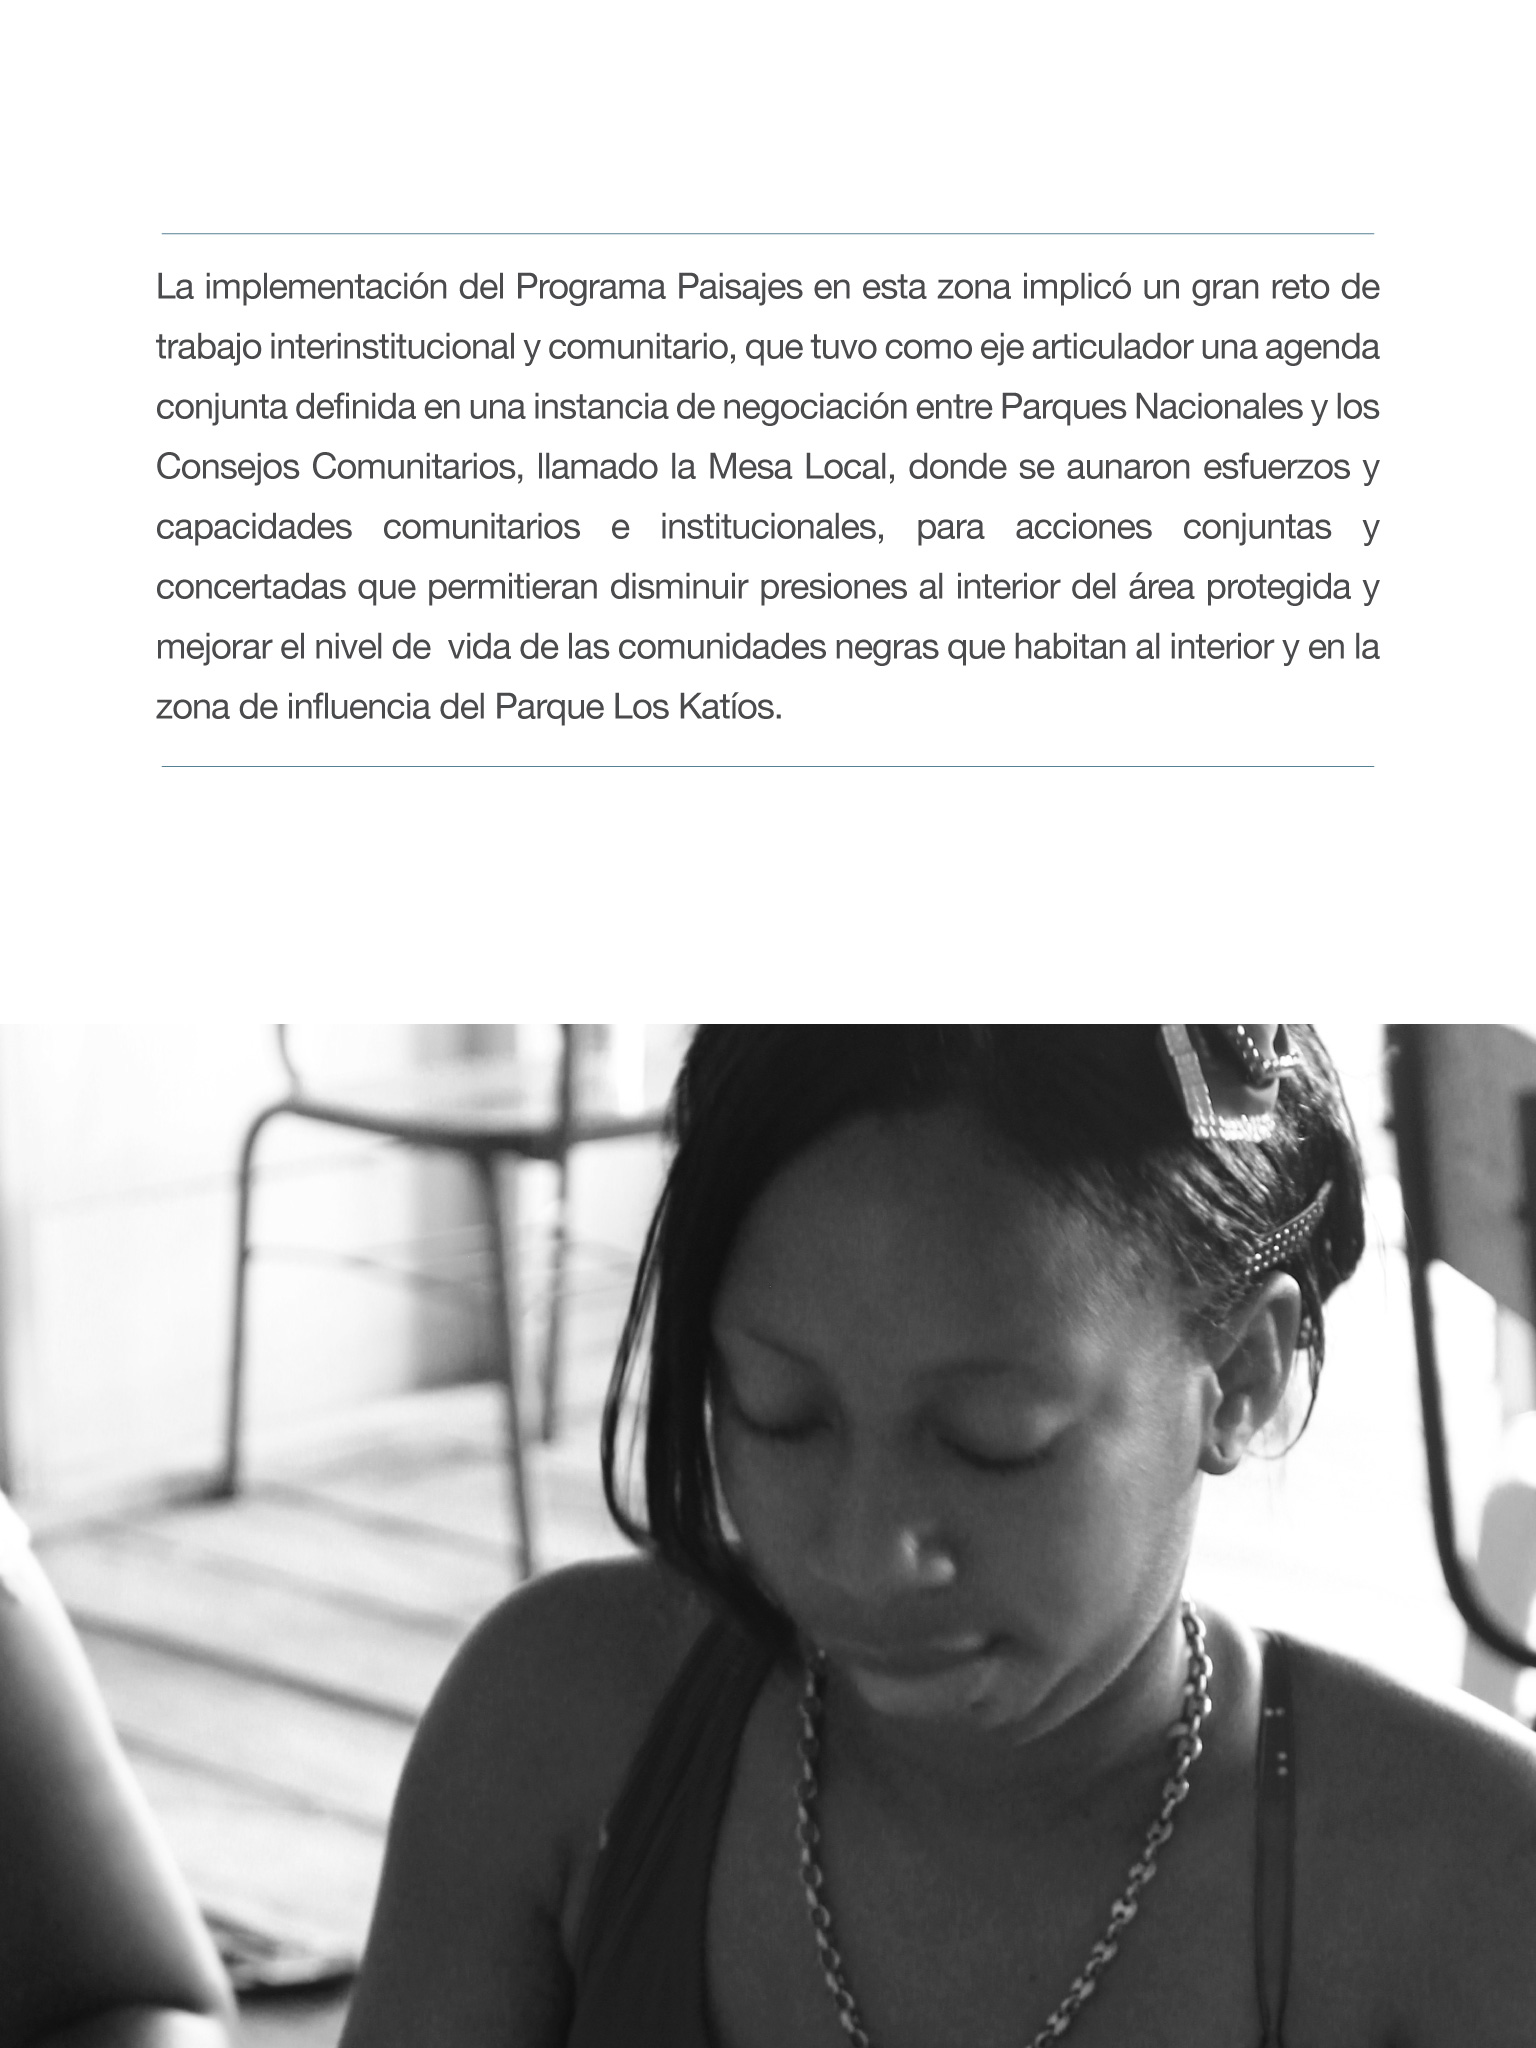 La implementación del Programa Paisajes en esta zona implicó un gran reto de
trabajo interinstitucional y comunitario, que tuvo como eje articulador una agenda
conjunta definida en una instancia de negociación entre Parques Nacionales y los
Consejos Comunitarios, llamado la Mesa Local, donde se aunaron esfuerzos y
capacidades comunitarios e institucionales, para acciones conjuntas y
concertadas que permitieran disminuir presiones al interior del área protegida y
mejorar el nivel de  vida de las comunidades negras que habitan al interior y en la
zona de influencia del Parque Los Katíos.